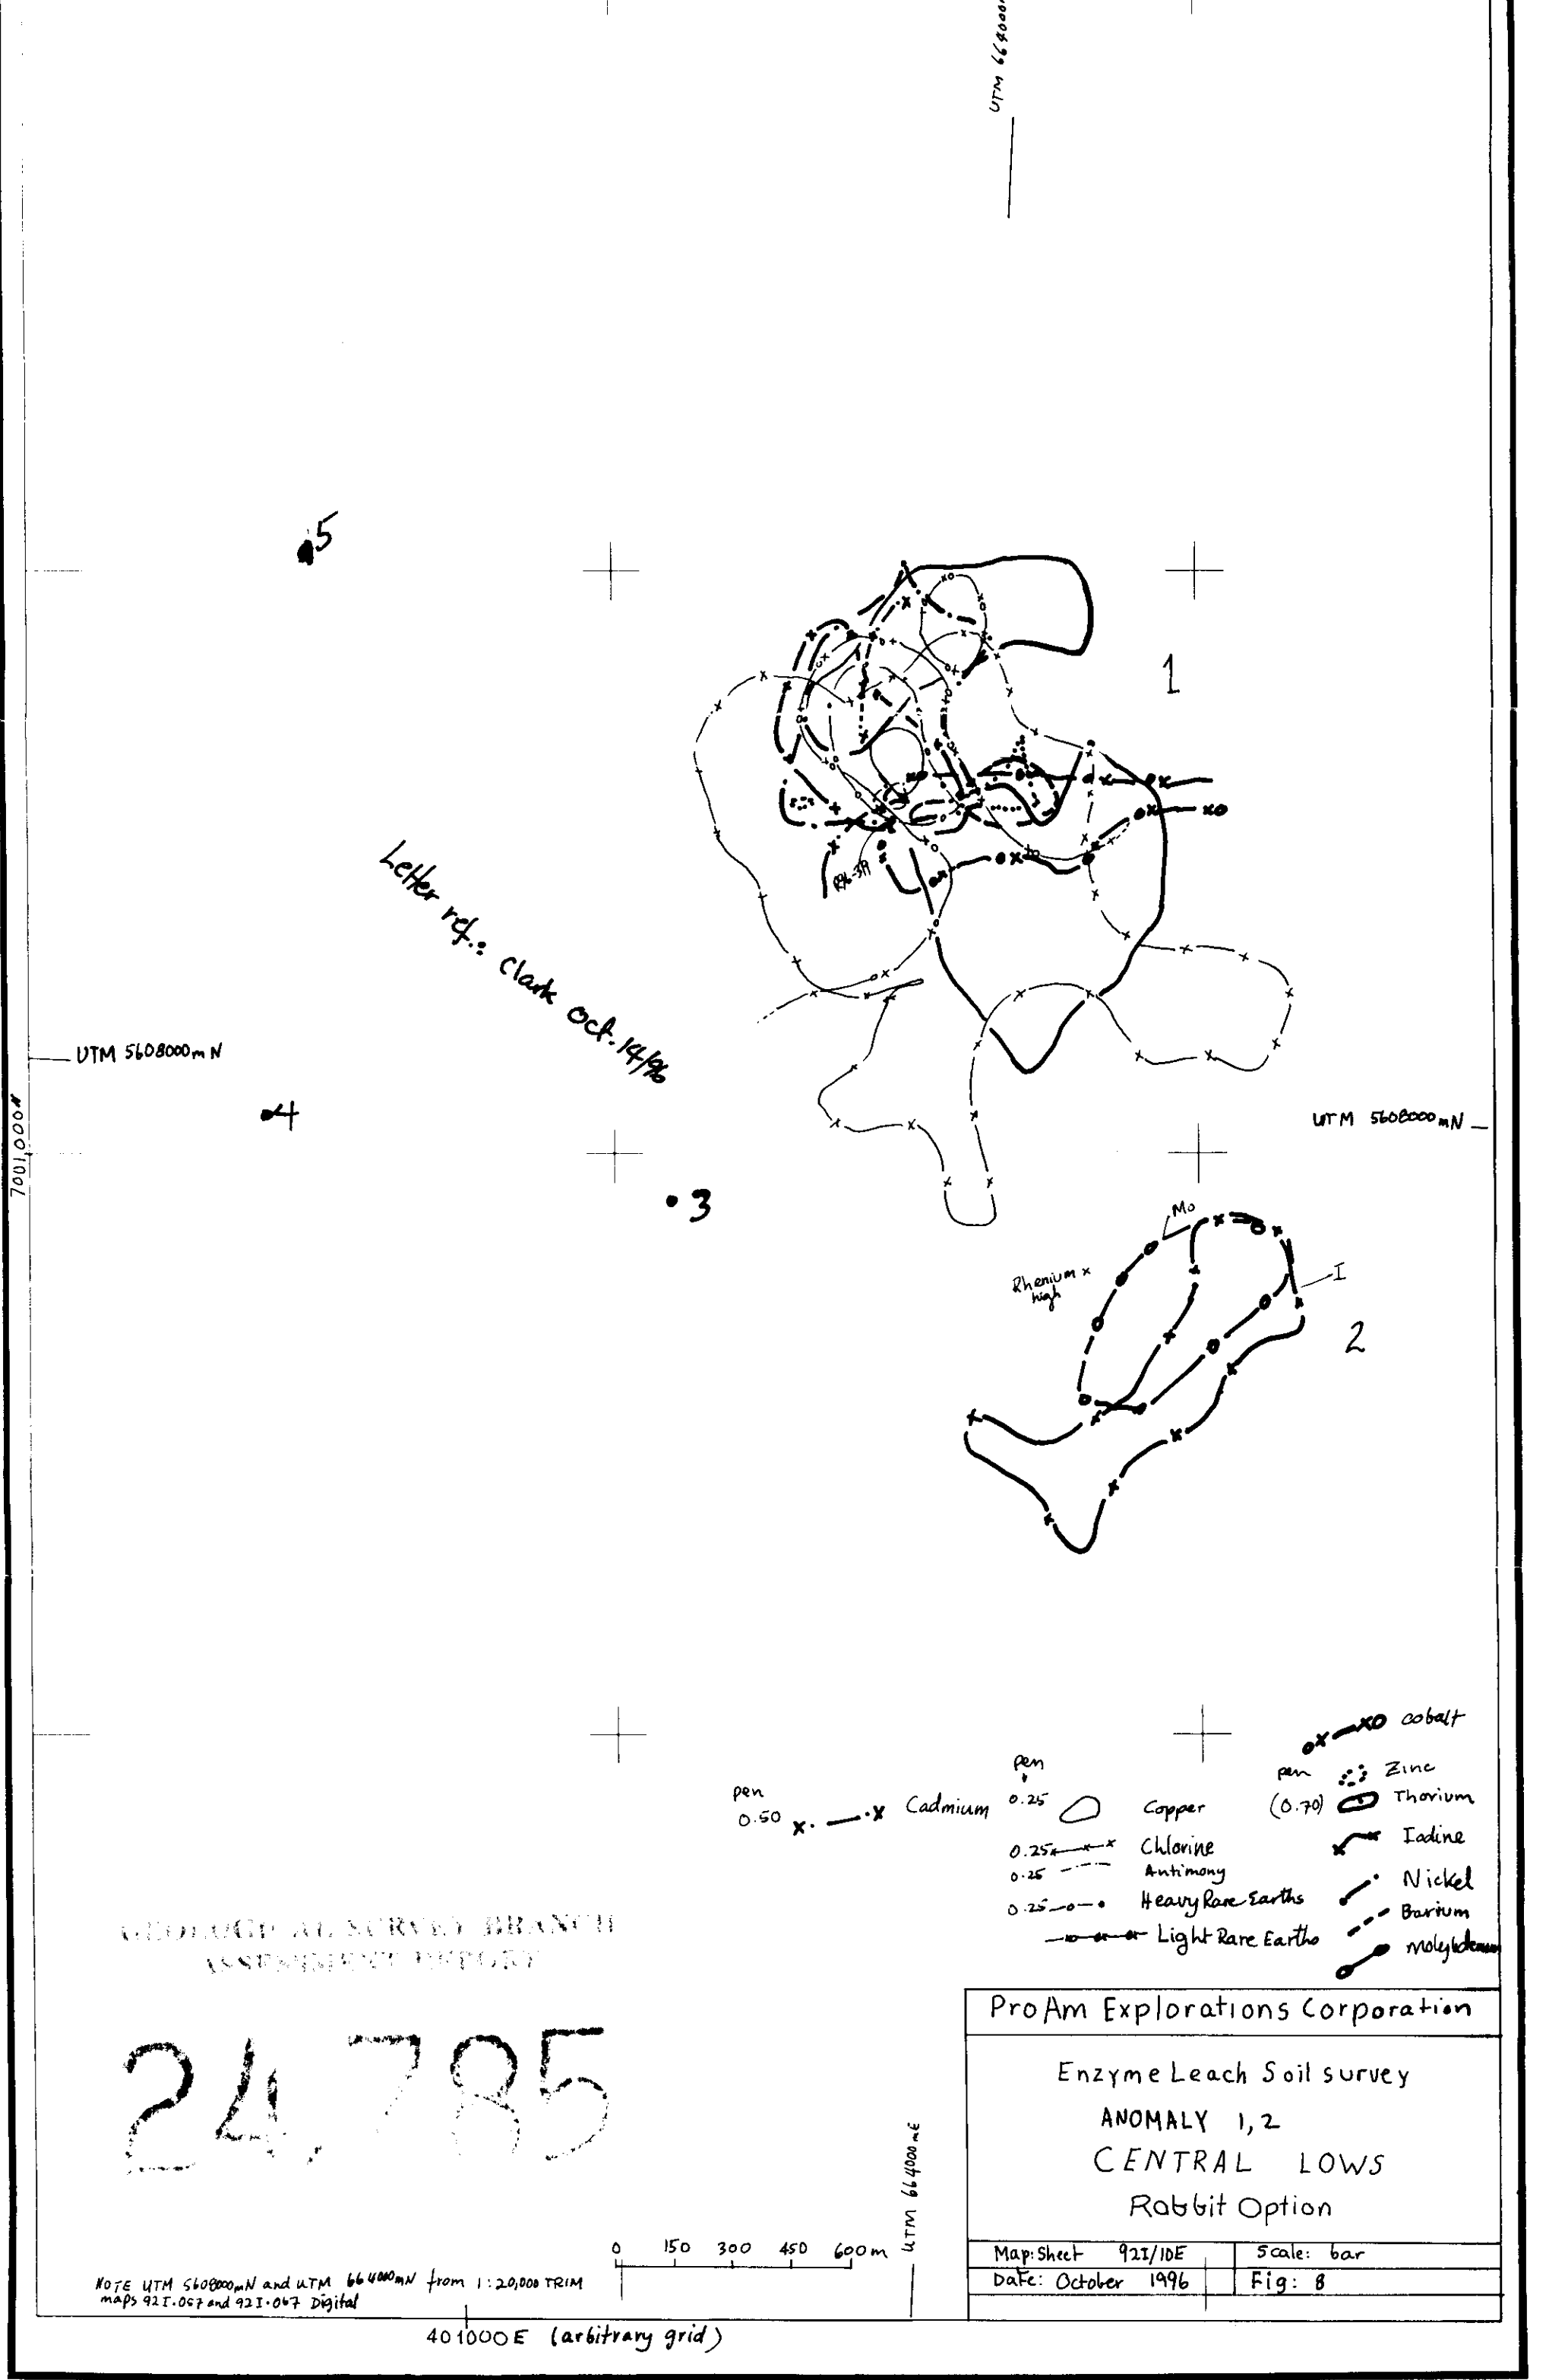 5
1
R96-39
Letter ref.: Clark Oct. 14/96
UTM 5608000mN
4
7001,000N
UTM 5608000mN
3
Mo
Rhenium x
high
I
2
cobalt
pen
0.50
Cadmium
pen
0.25
Copper
0.25
Chlorine
0.25
Antimony
0.25
Heavy Rare Earths
Light Rare Earths
pen
(0.70)
Zinc
Thorium
Iodine
Nickel
Barium
GEOLOGICAL SURVEY BRANCH
ASSESSMENT REPORT
24,785
ProAm Explorations Corporation
Enzyme Leach Soil survey
ANOMALY 1,2
CENTRAL LOWS
Rabbit Option
Map: Sheet 92I/10E
Scale: bar
Date: October 1996
Fig: 8
0 150 300 450 600m
UTM 664000mE
NOTE UTM 5608000mN and UTM 664000mN from 1:20,000 TRIM
maps 92I.057 and 92I.067 Digital
401000E (arbitrary grid)